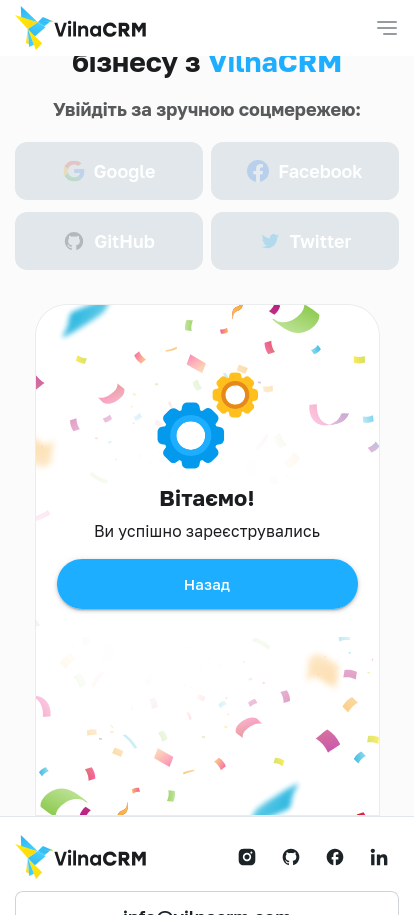 VilnaCRM
бізнесу з VilnaCRM
Увійдіть за зручною соцмережею:
Google
Facebook
GitHub
Twitter
Вітаємо!
Ви успішно зареєструвались
Назад
VilnaCRM
info@vilnacrm.com